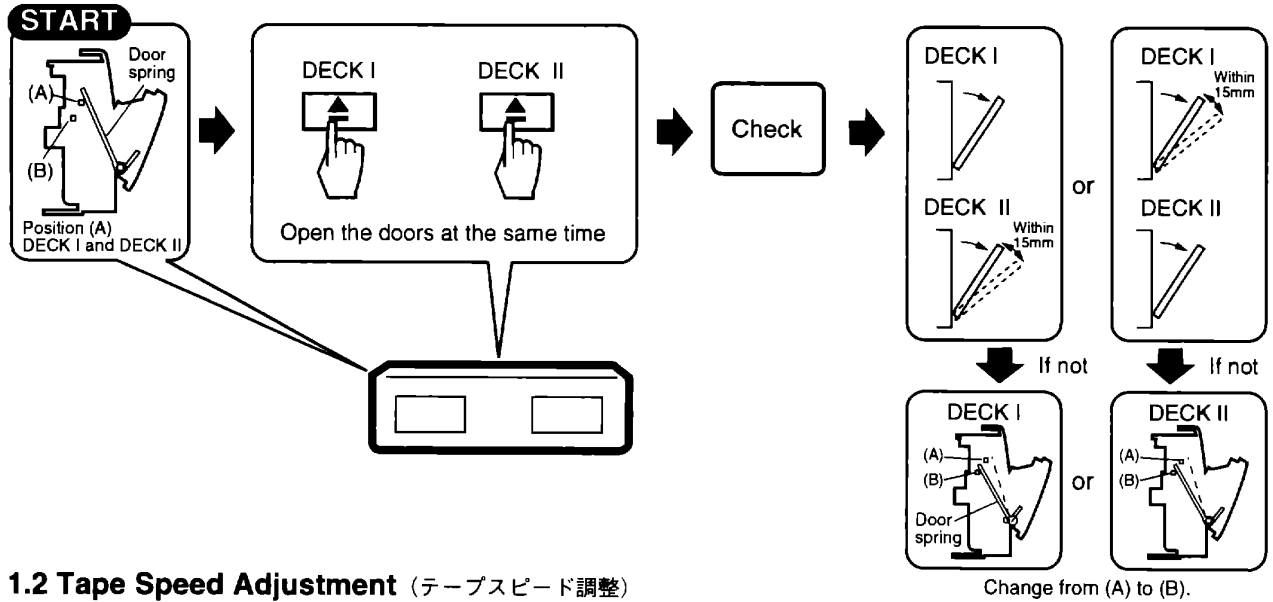 START
Door
spring
(A)
(B)
Position (A)
DECK I and DECK II
DECK I
DECK II
Open the doors at the same time
Check
DECK I
DECK II
Within
15mm
or
DECK I
Within
15mm
DECK II
If not
If not
DECK I
(A)
(B)
Door
spring
or
DECK II
(A)
(B)
Change from (A) to (B).
1.2 Tape Speed Adjustment (テープスピード調整)